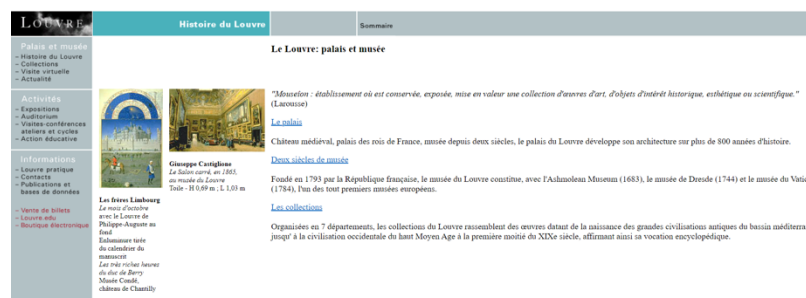 LOUVRE
Histoire du Louvre
Sommaire
Palais et musée
– Histoire du Louvre
– Collections
– Visite virtuelle
– Actualité
Activités
– Expositions
– Auditorium
– Visites-conférences
ateliers et cycles
– Action éducative
Informations
– Louvre pratique
– Contacts
– Publications et
bases de données
– Vente de billets
– Louvre edu
– Boutique électronique
Les frères Limbourg
Le mois d'octobre
avec le Louvre de
Philippe-Auguste au
fond
Enluminure tirée
du calendrier du
manuscrit
Les très riches heures
du duc de Berry
Musée Condé,
château de Chantilly
Giuseppe Castiglione
Le Salon carré, en 1865,
au musée du Louvre
Toile - H 0,69 m ; L 1,03 m
Le Louvre: palais et musée
"Mouseîon : établissement où est conservée, exposée, mise en valeur une collection d'œuvres d'art, d'objets d'intérêt historique, esthétique ou scientifique."
(Larousse)
Le palais
Château médiéval, palais des rois de France, musée depuis deux siècles, le palais du Louvre développe son architecture sur plus de 800 années d'histoire.
Deux siècles de musée
Fondé en 1793 par la République française, le musée du Louvre constitue, avec l'Ashmolean Museum (1683), le musée de Dresde (1744) et le musée du Vatic
(1784), l'un des tout premiers musées européens.
Les collections
Organisées en 7 départements, les collections du Louvre rassemblent des œuvres datant de la naissance des grandes civilisations antiques du bassin méditerra
jusqu' à la civilisation occidentale du haut Moyen Age à la première moitié du XIXe siècle, affirmant ainsi sa vocation encyclopédique.